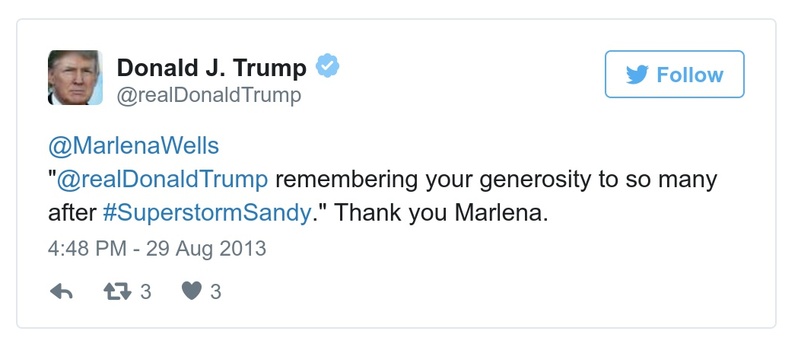 Donald J. Trump
@realDonaldTrump
Follow
@MarlenaWells
"@realDonaldTrump remembering your generosity to so many
after #SuperstormSandy." Thank you Marlena.
4:48 PM - 29 Aug 2013
3 3